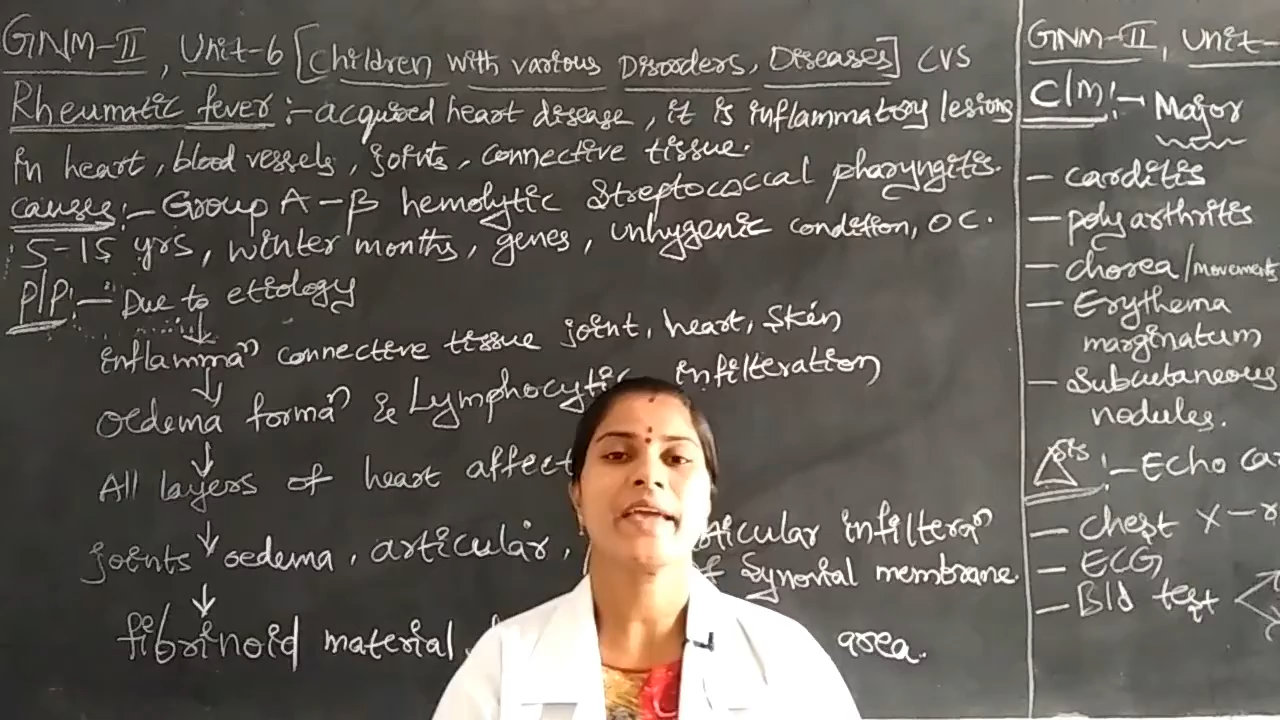 GNM-II, Unit-6 [Children with various Disorders, Diseases] CVS
Rheumatic fever :- acquired heart disease, it is inflammatory lesions
in heart, blood vessels, joints, connective tissue.
causes :- Group A-β hemolytic Streptococcal pharyngitis.
5-15 yrs, winter months, genes, unhygenic condition, OC.
P/P :- Due to etiology
↓
inflammaⁿ connective tissue joint, heart, skin
↓
Oedema formaⁿ & Lymphocytic infilteration
↓
All layers of heart affect
↓
joints oedema, articular, ticular infilteraⁿ
f Synovial membrane.
↓
fibrinoid material area.
GNM-II, Unit-
C/M :- Major
- carditis
- polyarthritis
- chorea/movements
- Erythema
marginatum
- Subcutaneous
nodules.
△sis :- Echo Ca
- chest X-r
- ECG
- Bld test <